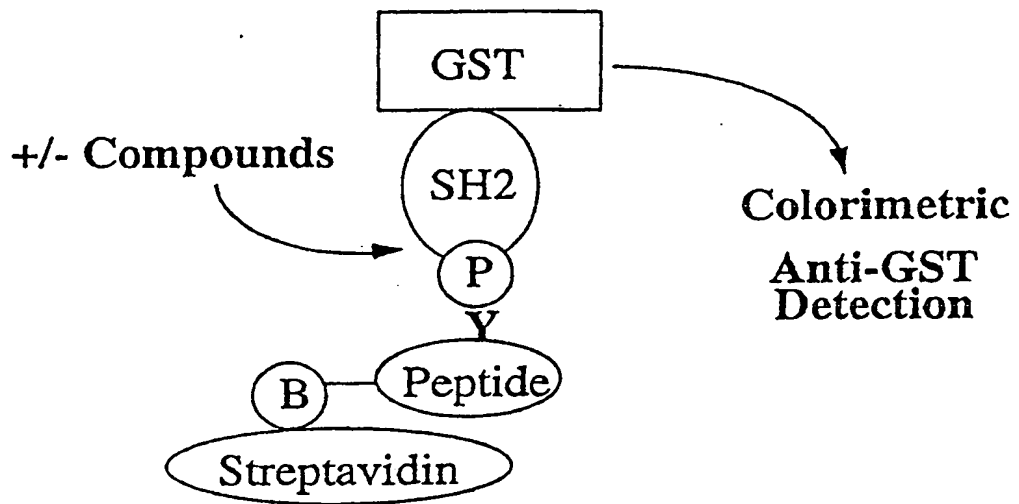 GST
+/- Compounds
SH2
Colorimetric
Anti-GST
Detection
P
Y
Peptide
B
Streptavidin